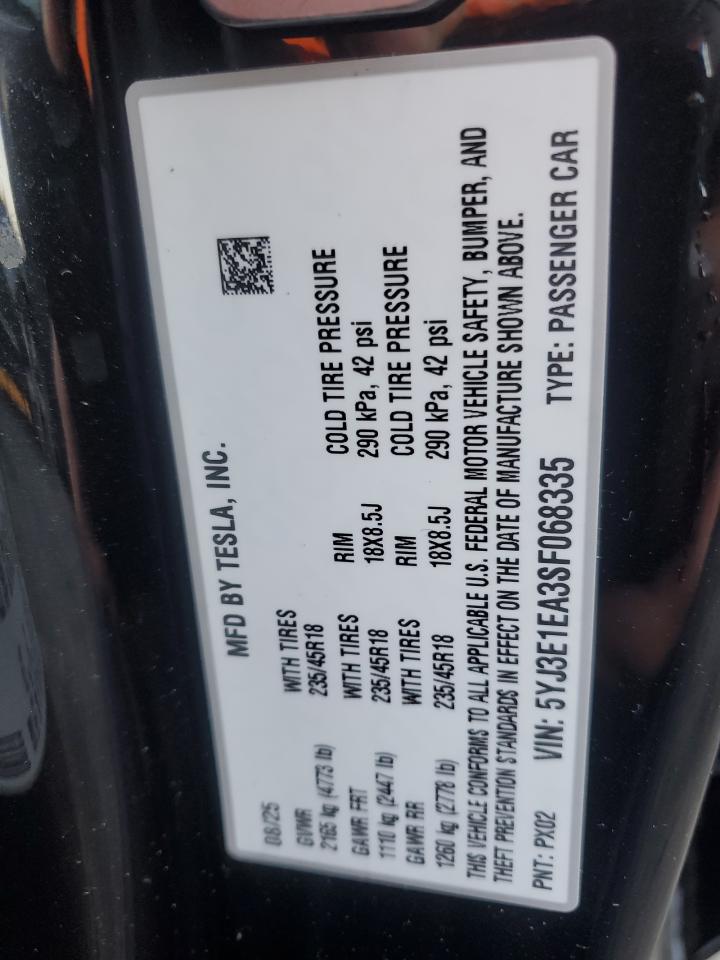 MFD BY TESLA, INC.
08/25
GVWR WITH TIRES RIM COLD TIRE PRESSURE
2165 kg (4773 lb) 235/45R18
GAWR FRT WITH TIRES RIM COLD TIRE PRESSURE
1110 kg (2447 lb) 235/45R18 18X8.5J 290 kPa, 42 psi
GAWR RR WITH TIRES RIM COLD TIRE PRESSURE
1260 kg (2778 lb) 235/45R18 18X8.5J 290 kPa, 42 psi
THIS VEHICLE CONFORMS TO ALL APPLICABLE U.S. FEDERAL MOTOR VEHICLE SAFETY, BUMPER, AND
THEFT PREVENTION STANDARDS IN EFFECT ON THE DATE OF MANUFACTURE SHOWN ABOVE.
PNT: PX02 VIN: 5YJ3E1EA3SF068335 TYPE: PASSENGER CAR